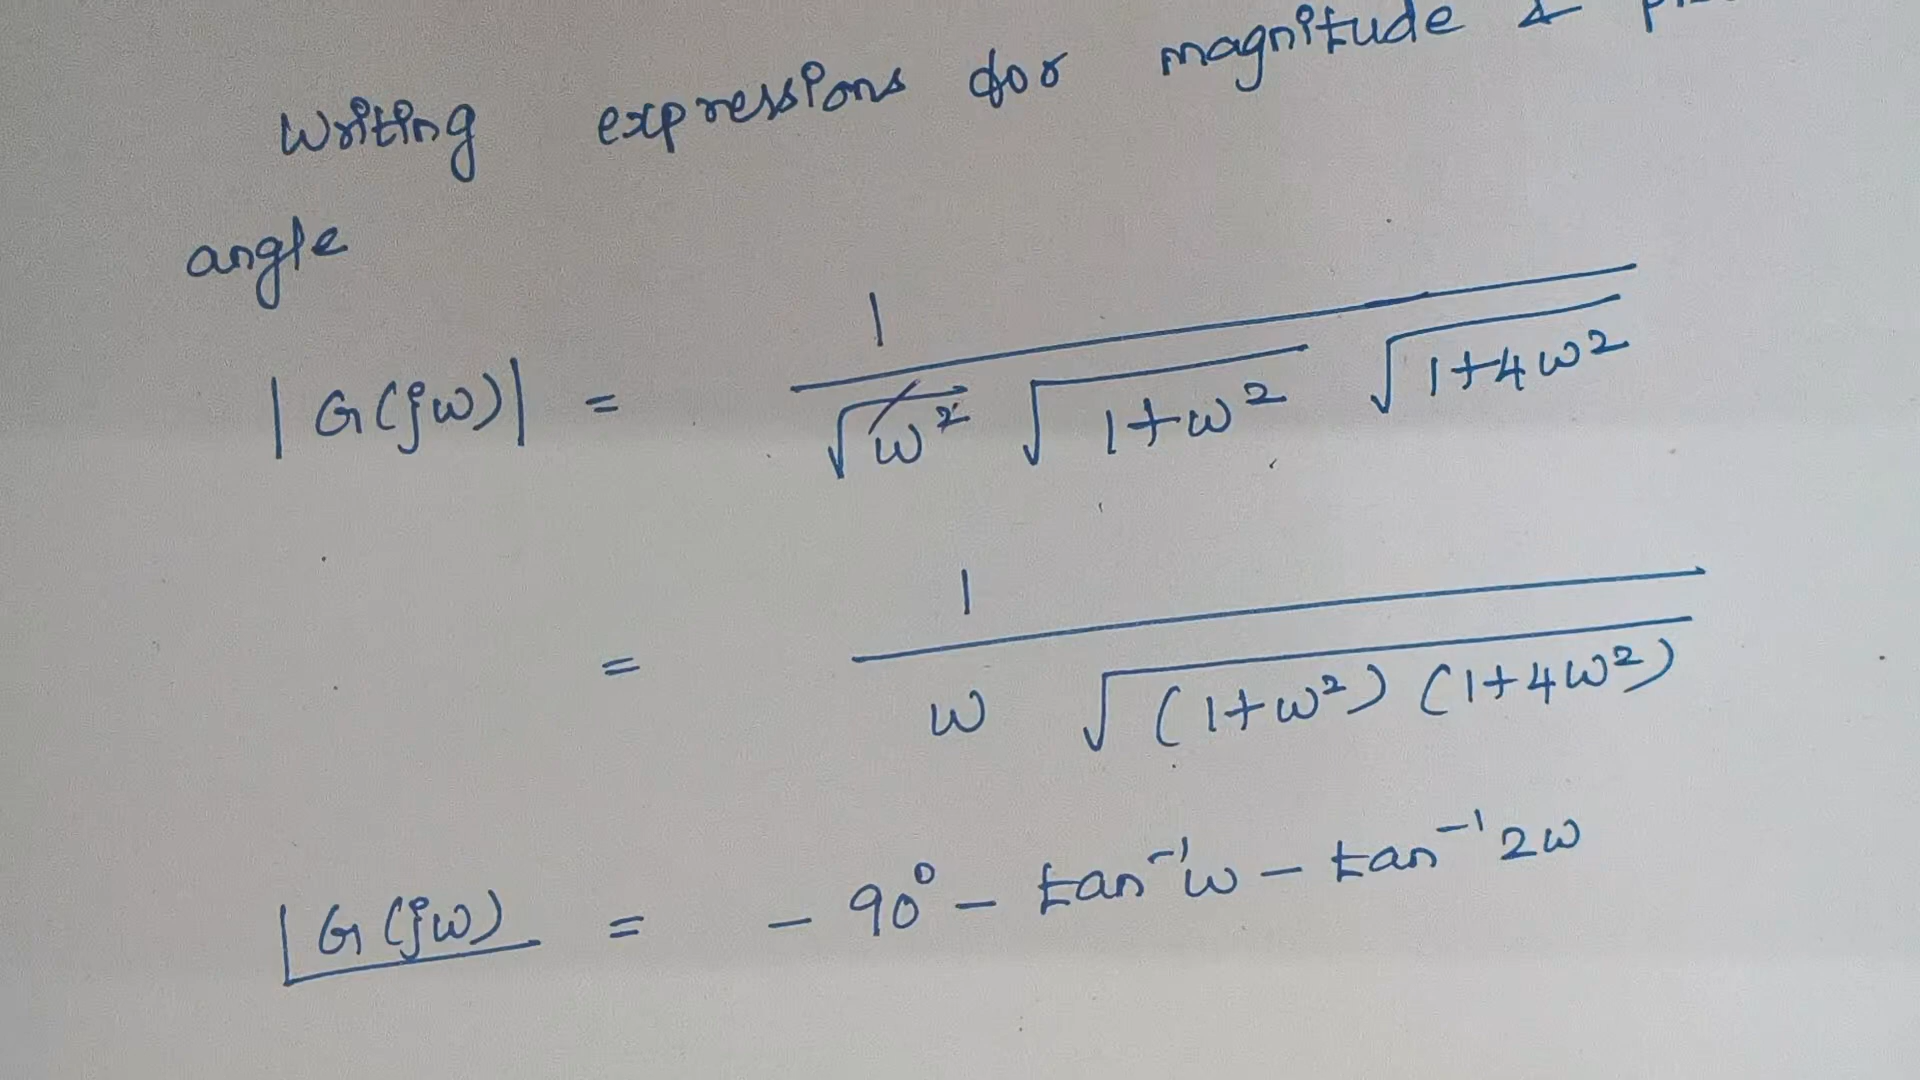 Writing expressions for magnitude &
angle
|G(jω)| = 1 / √ω² √1+ω² √1+4ω²
= 1 / ω √(1+ω²) (1+4ω²)
∠G(jω) = - 90° - tan⁻¹ω - tan⁻¹2ω